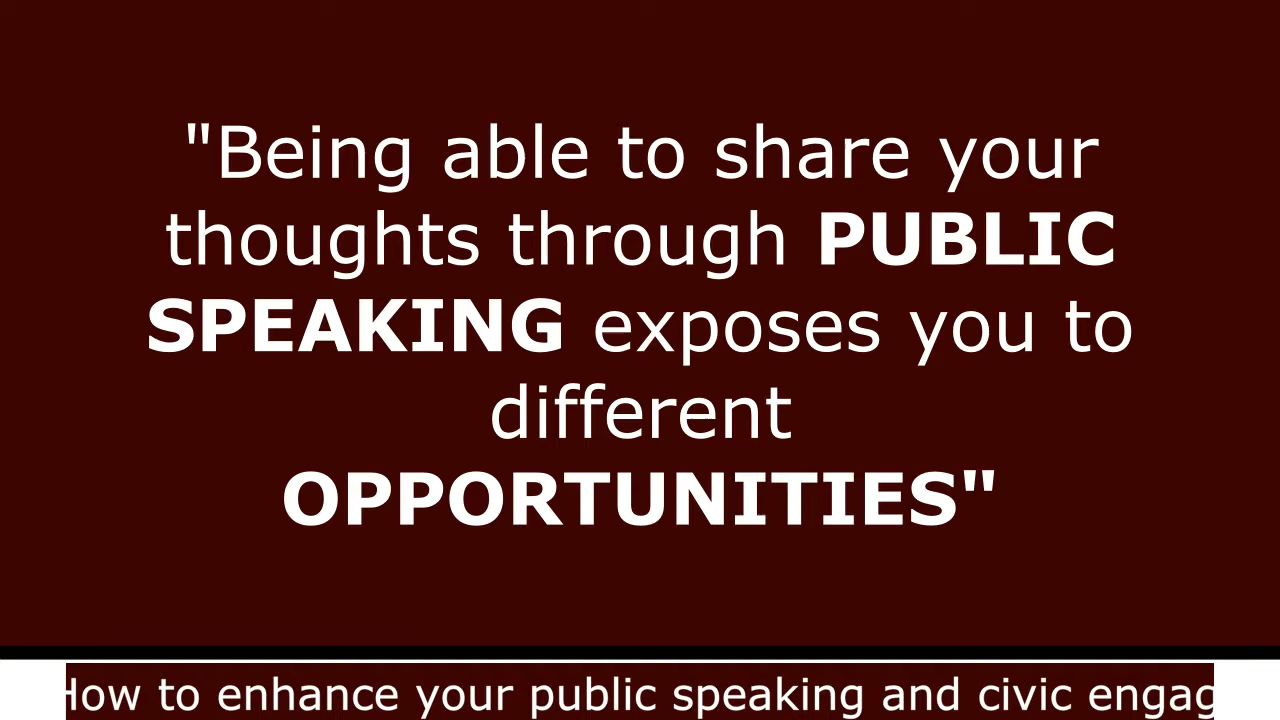 "Being able to share your
thoughts through PUBLIC
SPEAKING exposes you to
different
OPPORTUNITIES"
How to enhance your public speaking and civic engag